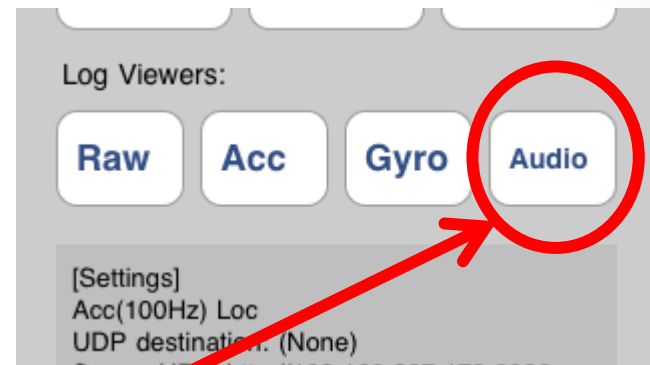 Log Viewers:
Raw Acc Gyro Audio
[Settings]
Acc(100Hz) Loc
UDP destination: (None)